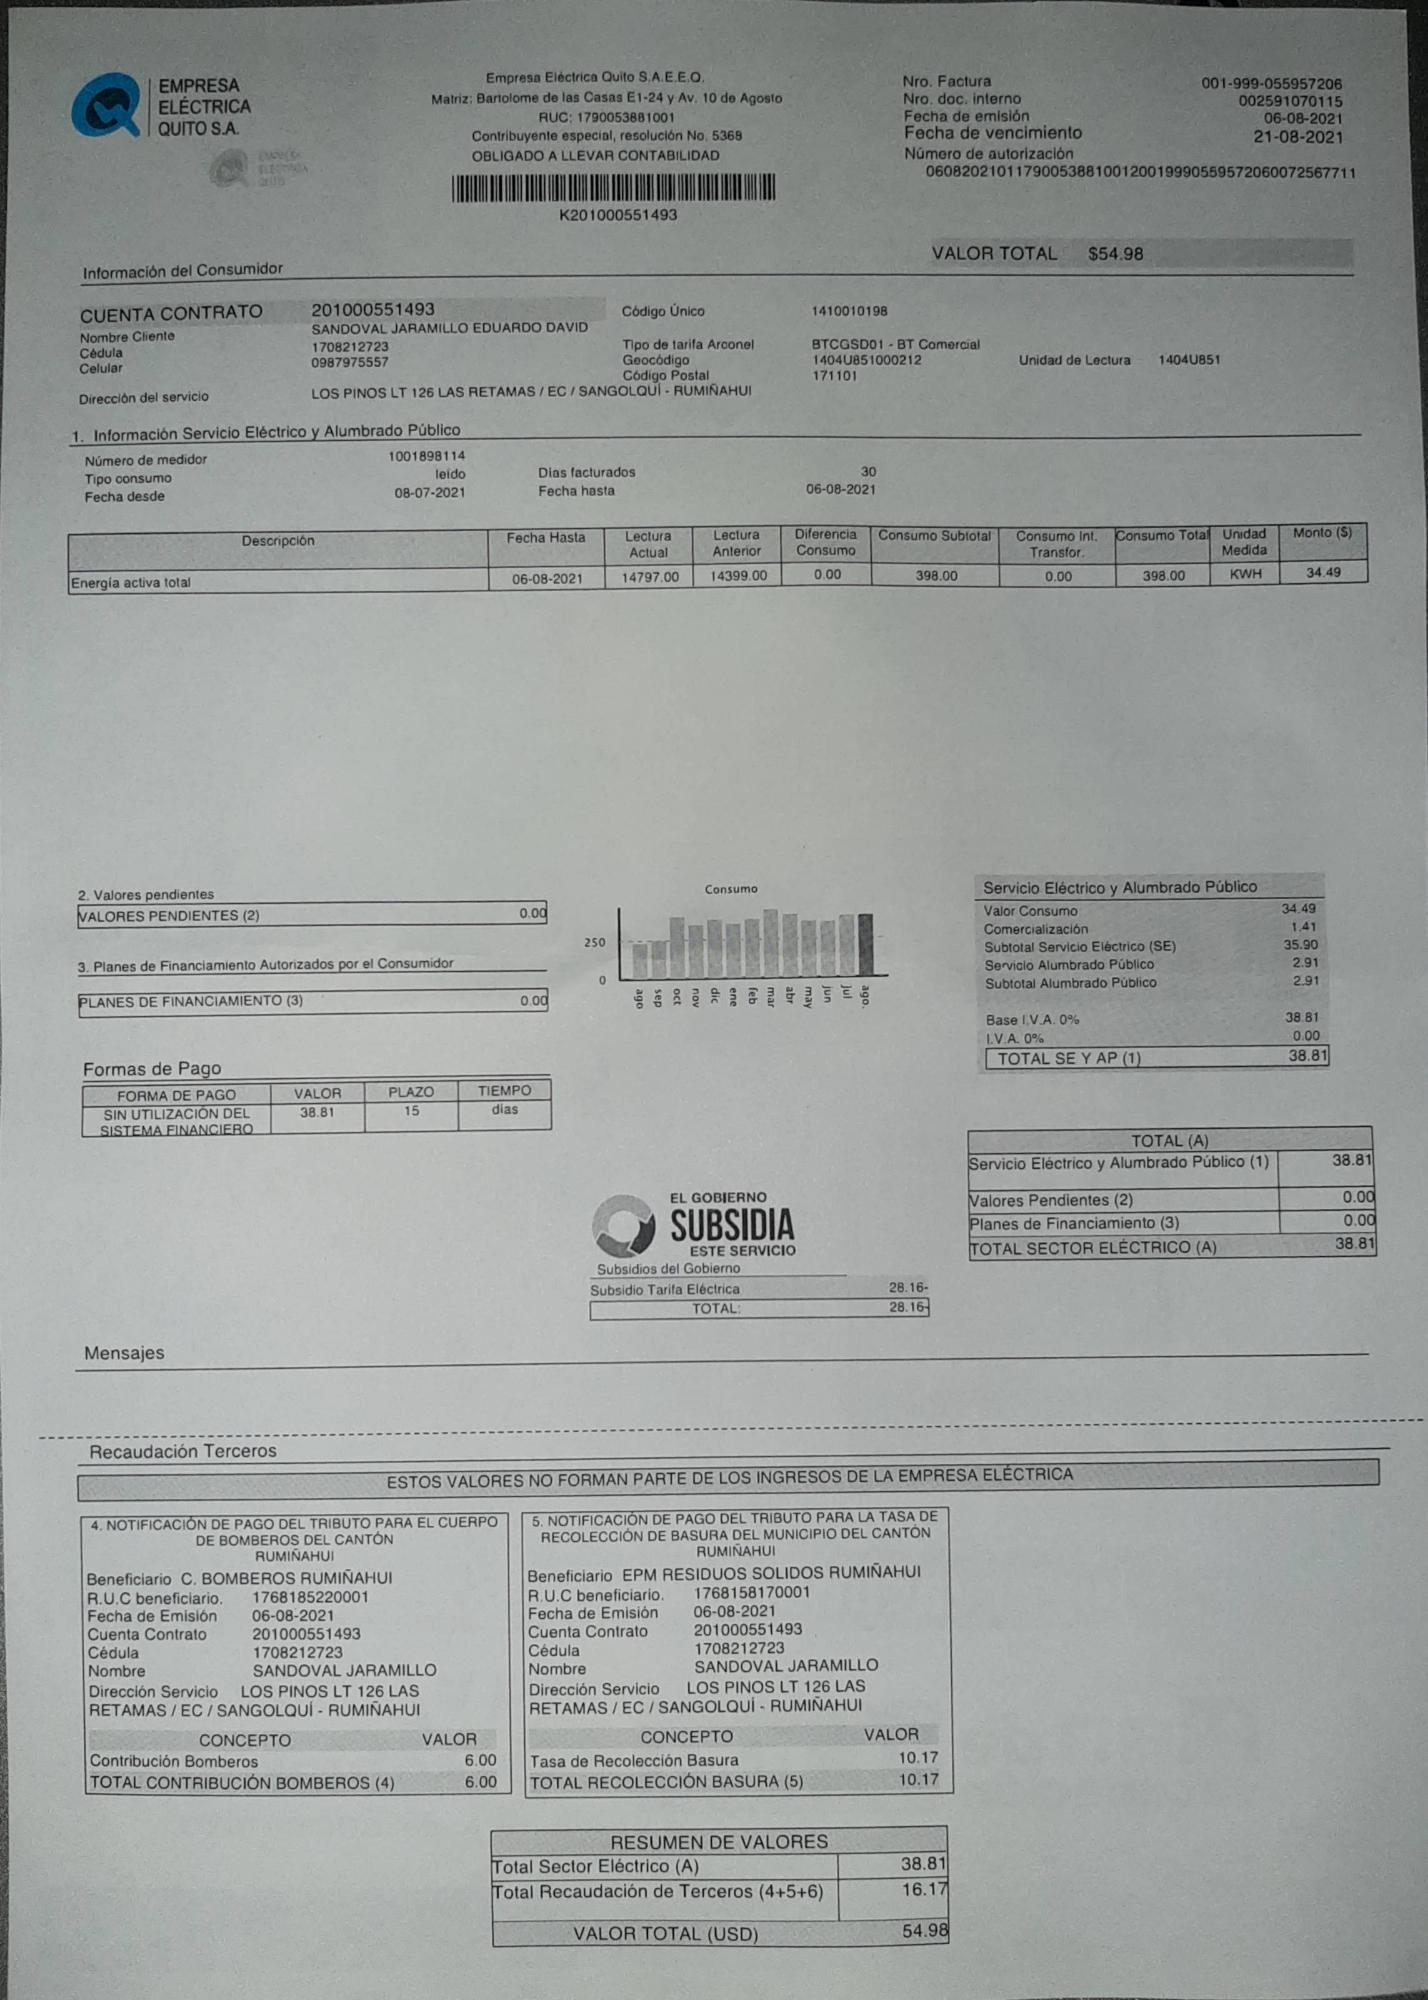 EMPRESA
ELÉCTRICA
QUITO S.A.
EMPRESA
ELÉCTRICA
QUITO
Empresa Eléctrica Quito S.A.E.E.Q.
Matriz: Bartolome de las Casas E1-24 y Av. 10 de Agosto
RUC: 1790053881001
Contribuyente especial, resolución No. 5368
OBLIGADO A LLEVAR CONTABILIDAD
K201000551493
Nro. Factura 001-999-055957206
Nro. doc. interno 002591070115
Fecha de emisión 06-08-2021
Fecha de vencimiento 21-08-2021
Número de autorización
0608202101179005388100120019990559572060072567711
VALOR TOTAL $54.98
Información del Consumidor
CUENTA CONTRATO 201000551493 Código Único 1410010198
Nombre Cliente SANDOVAL JARAMILLO EDUARDO DAVID
Cédula 1708212723 Tipo de tarifa Arconel BTCGSD01 - BT Comercial
Celular 0987975557 Geocódigo 1404U851000212 Unidad de Lectura 1404U851
Código Postal 171101
Dirección del servicio LOS PINOS LT 126 LAS RETAMAS / EC / SANGOLQUÍ - RUMIÑAHUI
1. Información Servicio Eléctrico y Alumbrado Público
Número de medidor 1001898114
Tipo consumo leído Dias facturados 30
Fecha desde 08-07-2021 Fecha hasta 06-08-2021
Descripción Fecha Hasta Lectura Actual Lectura Anterior Diferencia Consumo Consumo Subtotal Consumo Int. Transfor. Consumo Total Unidad Medida Monto ($)
Energía activa total 06-08-2021 14797.00 14399.00 0.00 398.00 0.00 398.00 KWH 34.49
2. Valores pendientes
VALORES PENDIENTES (2) 0.00
3. Planes de Financiamiento Autorizados por el Consumidor
PLANES DE FINANCIAMIENTO (3) 0.00
Formas de Pago
FORMA DE PAGO VALOR PLAZO TIEMPO
SIN UTILIZACIÓN DEL 38.81 15 días
SISTEMA FINANCIERO
Consumo
250
0
ago sep oct nov dic ene feb mar abr may jun jul ago.
Servicio Eléctrico y Alumbrado Público
Valor Consumo 34.49
Comercialización 1.41
Subtotal Servicio Eléctrico (SE) 35.90
Servicio Alumbrado Público 2.91
Subtotal Alumbrado Público 2.91
Base I.V.A. 0% 38.81
I.V.A. 0% 0.00
TOTAL SE Y AP (1) 38.81
TOTAL (A)
Servicio Eléctrico y Alumbrado Público (1) 38.81
Valores Pendientes (2) 0.00
Planes de Financiamiento (3) 0.00
TOTAL SECTOR ELÉCTRICO (A) 38.81
EL GOBIERNO
SUBSIDIA
ESTE SERVICIO
Subsidios del Gobierno
Subsidio Tarifa Eléctrica 28.16-
TOTAL: 28.16-
Mensajes
Recaudación Terceros
ESTOS VALORES NO FORMAN PARTE DE LOS INGRESOS DE LA EMPRESA ELÉCTRICA
4. NOTIFICACIÓN DE PAGO DEL TRIBUTO PARA EL CUERPO
DE BOMBEROS DEL CANTÓN
RUMIÑAHUI
Beneficiario C. BOMBEROS RUMIÑAHUI
R.U.C beneficiario. 1768185220001
Fecha de Emisión 06-08-2021
Cuenta Contrato 201000551493
Cédula 1708212723
Nombre SANDOVAL JARAMILLO
Dirección Servicio LOS PINOS LT 126 LAS
RETAMAS / EC / SANGOLQUÍ - RUMIÑAHUI
CONCEPTO VALOR
Contribución Bomberos 6.00
TOTAL CONTRIBUCIÓN BOMBEROS (4) 6.00
5. NOTIFICACIÓN DE PAGO DEL TRIBUTO PARA LA TASA DE
RECOLECCIÓN DE BASURA DEL MUNICIPIO DEL CANTÓN
RUMIÑAHUI
Beneficiario EPM RESIDUOS SOLIDOS RUMIÑAHUI
R.U.C beneficiario. 1768158170001
Fecha de Emisión 06-08-2021
Cuenta Contrato 201000551493
Cédula 1708212723
Nombre SANDOVAL JARAMILLO
Dirección Servicio LOS PINOS LT 126 LAS
RETAMAS / EC / SANGOLQUÍ - RUMIÑAHUI
CONCEPTO VALOR
Tasa de Recolección Basura 10.17
TOTAL RECOLECCIÓN BASURA (5) 10.17
RESUMEN DE VALORES
Total Sector Eléctrico (A) 38.81
Total Recaudación de Terceros (4+5+6) 16.17
VALOR TOTAL (USD) 54.98